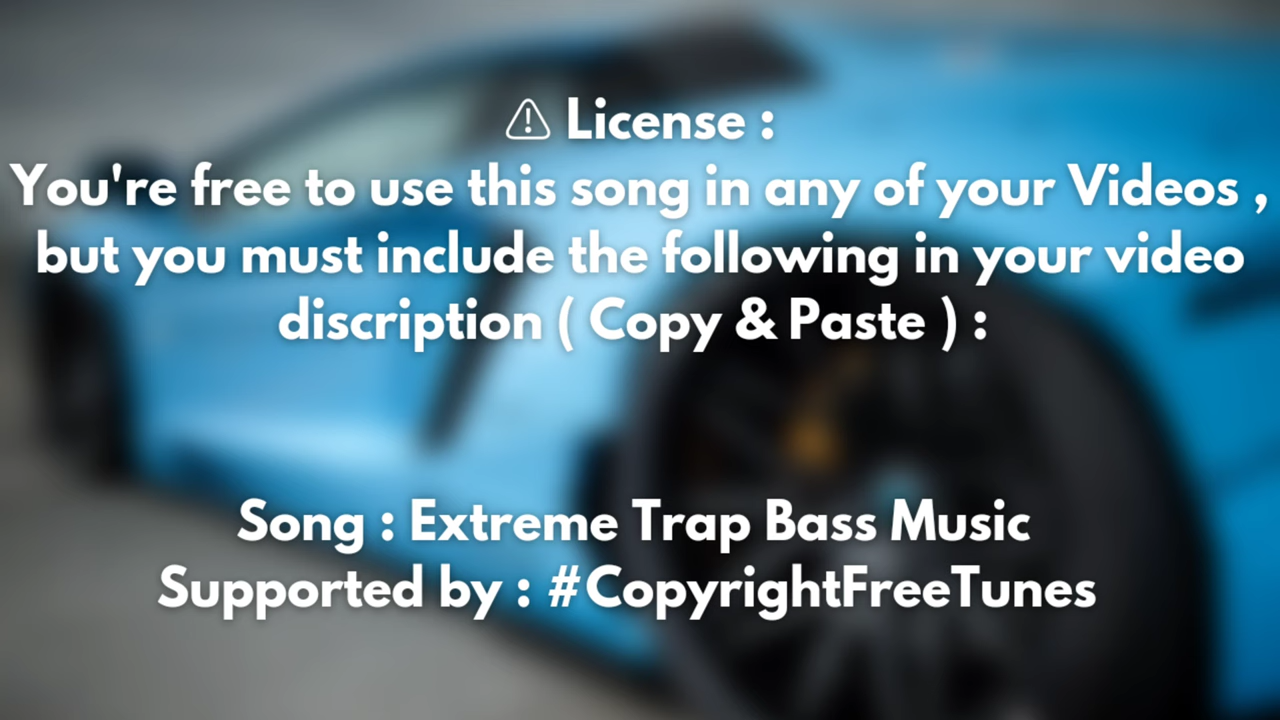 ⚠ License :
You're free to use this song in any of your Videos ,
but you must include the following in your video
discription ( Copy & Paste ) :
Song : Extreme Trap Bass Music
Supported by : #CopyrightFreeTunes